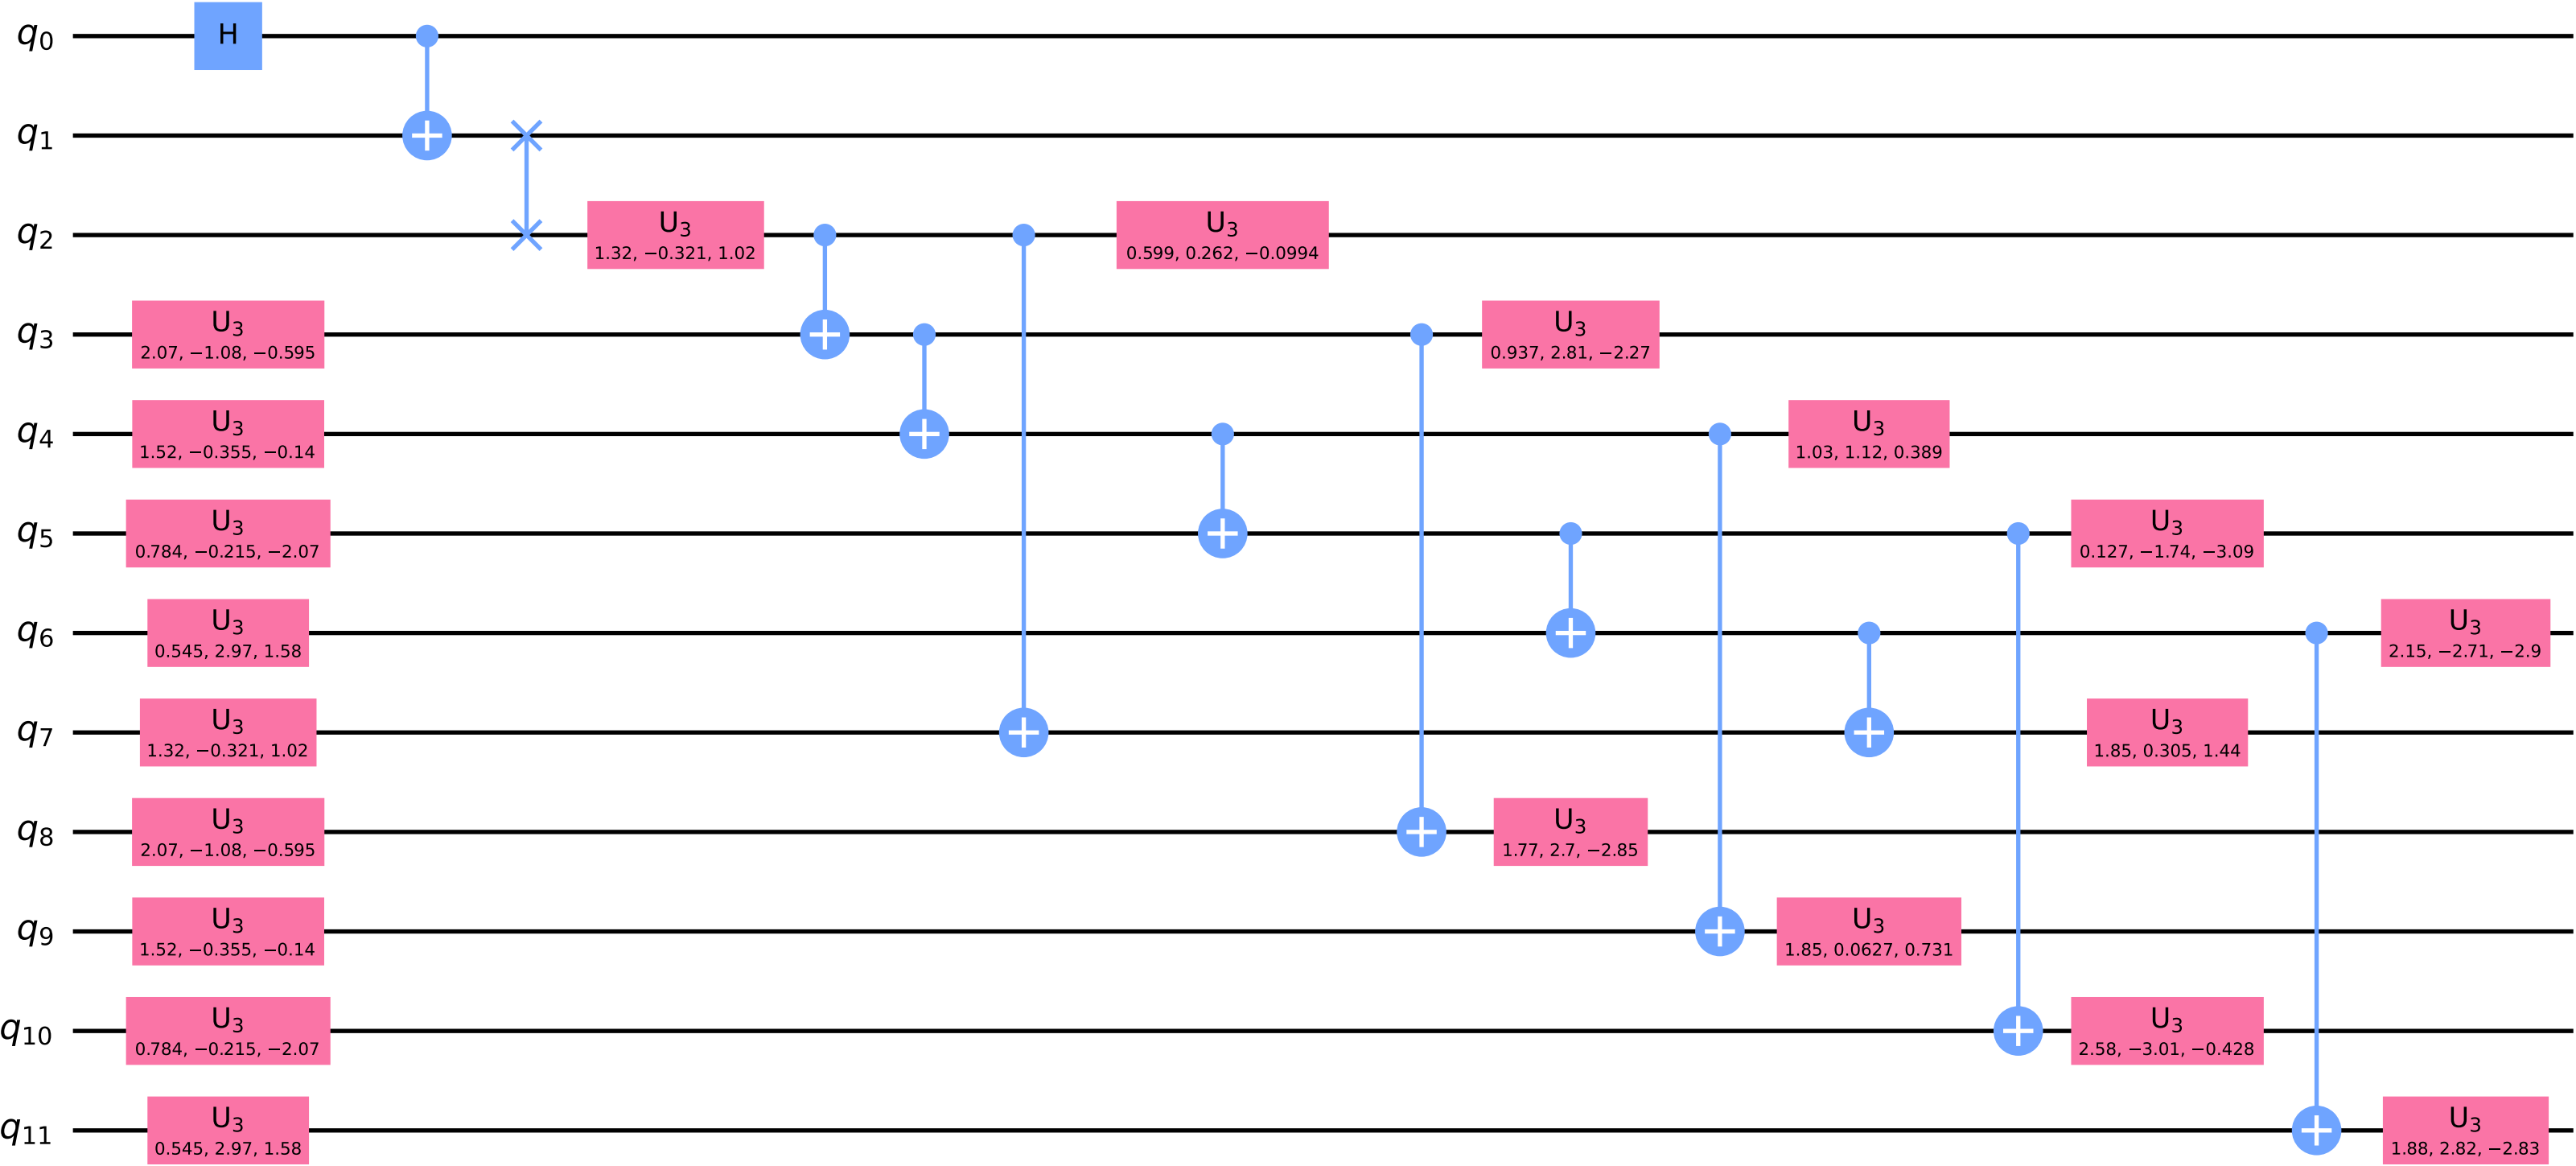 q0
H
q1
q2
U3
1.32, −0.321, 1.02
U3
0.599, 0.262, −0.0994
q3
U3
2.07, −1.08, −0.595
U3
0.937, 2.81, −2.27
q4
U3
1.52, −0.355, −0.14
U3
1.03, 1.12, 0.389
q5
U3
0.784, −0.215, −2.07
U3
0.127, −1.74, −3.09
q6
U3
0.545, 2.97, 1.58
U3
2.15, −2.71, −2.9
q7
U3
1.32, −0.321, 1.02
U3
1.85, 0.305, 1.44
q8
U3
2.07, −1.08, −0.595
U3
1.77, 2.7, −2.85
q9
U3
1.52, −0.355, −0.14
U3
1.85, 0.0627, 0.731
q10
U3
0.784, −0.215, −2.07
U3
2.58, −3.01, −0.428
q11
U3
0.545, 2.97, 1.58
U3
1.88, 2.82, −2.83